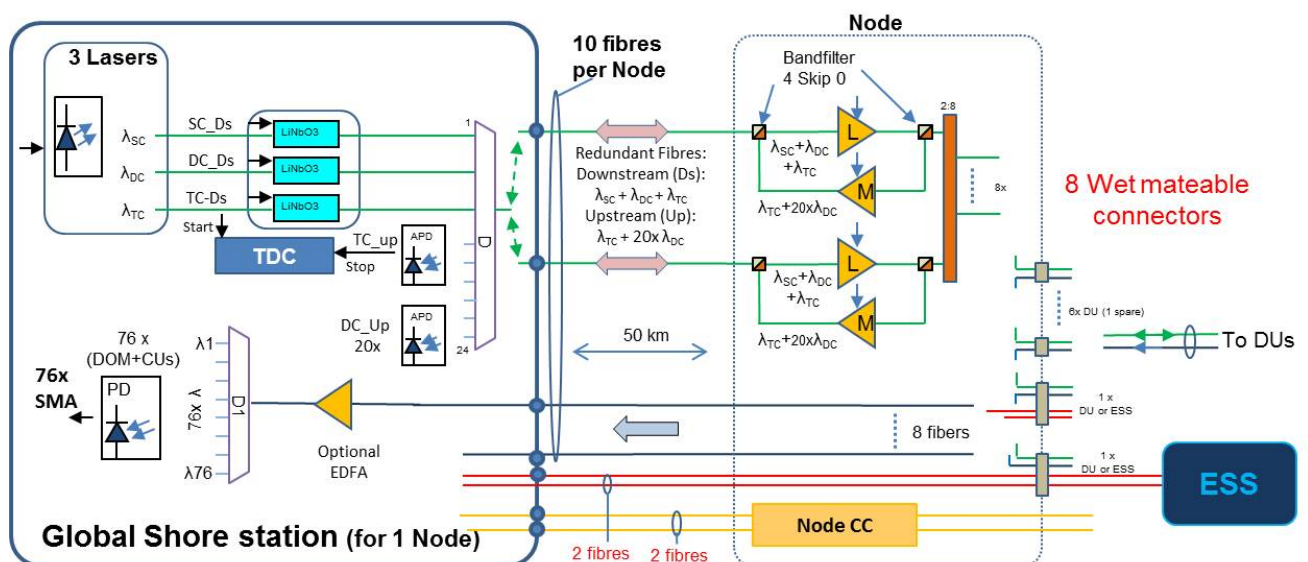 3 Lasers
λSC
λDC
λTC
SC_Ds
DC_Ds
TC-Ds
LiNbO3
LiNbO3
LiNbO3
Start
TDC
TC_up
Stop
APD
DC_Up
20x
APD
1
D
24
76 x
(DOM+CUs)
76x
SMA
PD
λ1
76x λ
λ76
D1
Optional
EDFA
Global Shore station (for 1 Node)
10 fibres
per Node
Redundant Fibres:
Downstream (Ds):
λSC + λDC + λTC
Upstream (Up):
λTC + 20x λDC
50 km
2 fibres
2 fibres
Node
Bandfilter
4 Skip 0
2:8
L
λSC+λDC
+λTC
M
λTC+20xλDC
8x
L
λSC+λDC
+λTC
M
λTC+20xλDC
8 fibers
Node CC
8 Wet mateable
connectors
6x DU (1 spare)
To DUs
1 x
DU or ESS
1 x
DU or ESS
ESS